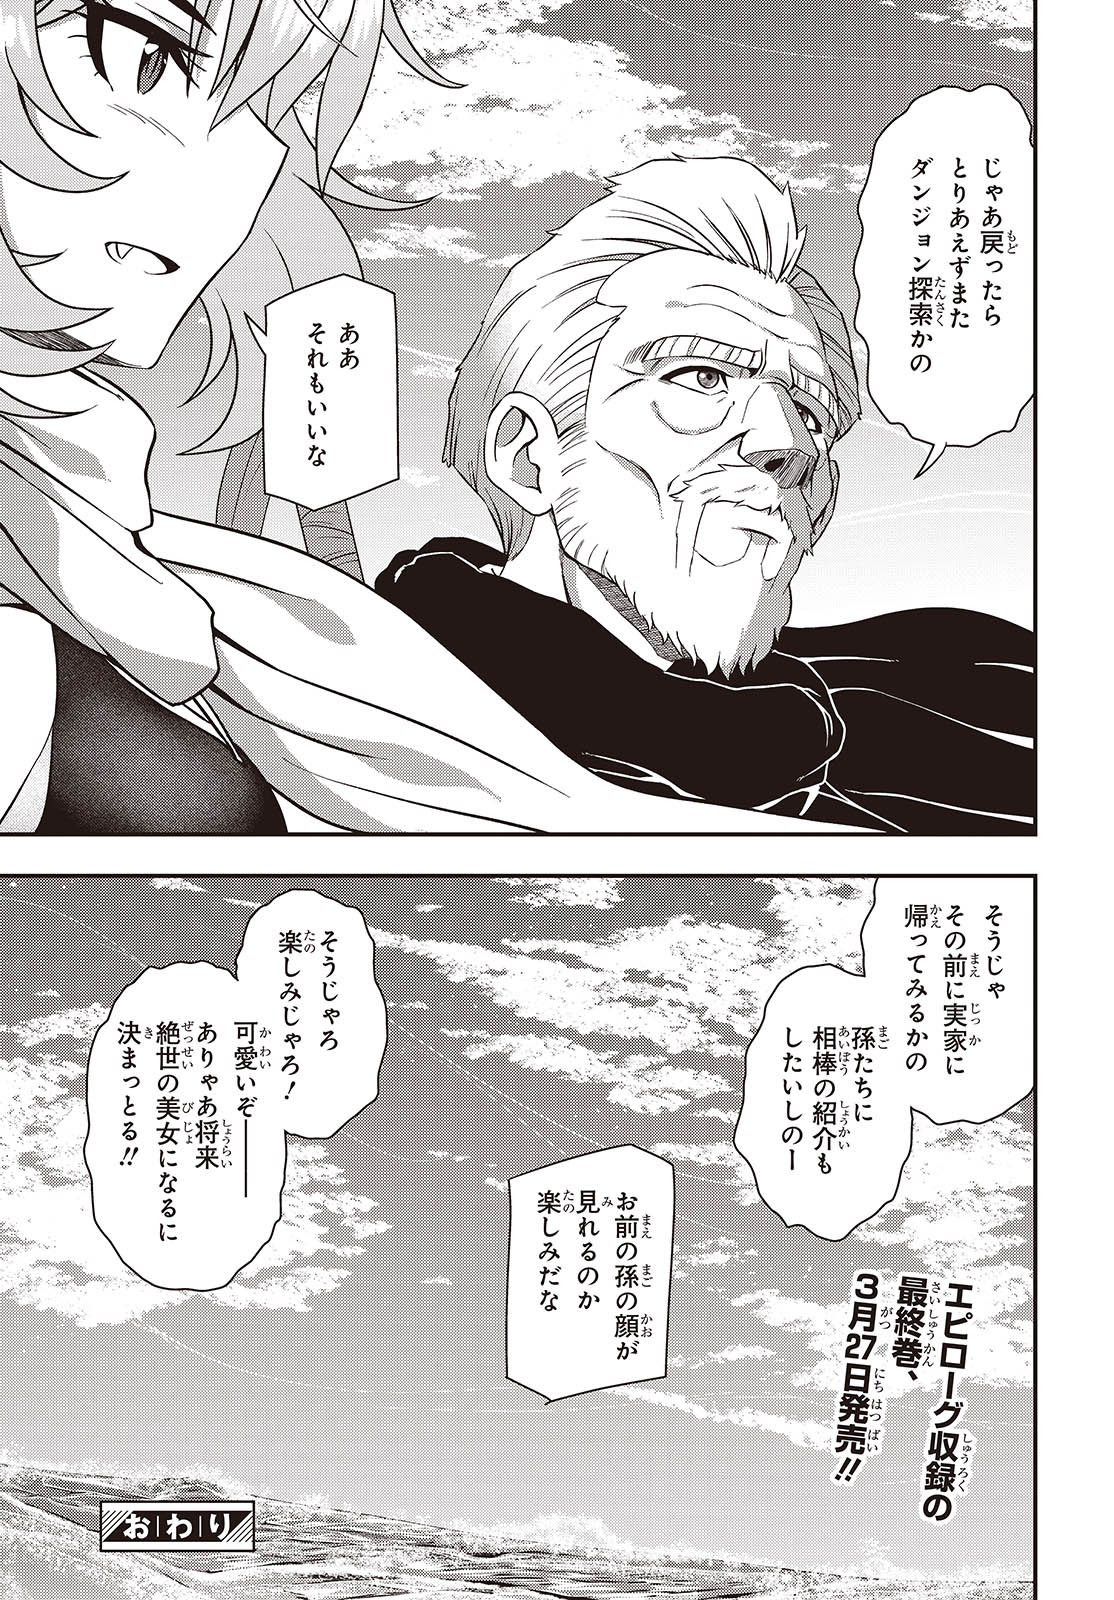 じゃあ戻ったら
とりあえずまた
ダンジョン探索かの
ああ
それもいいな
そうじゃ
その前に実家に
帰ってみるかの
孫たちに
相棒の紹介も
したいしのー
お前の孫の顔が
見れるのか
楽しみだな
そうじゃろ
楽しみじゃろ！
可愛いぞ――
ありゃあ将来
絶世の美女になるに
決まっとる!!
エピローグ収録の
最終巻、
3月27日発売!!
おわり